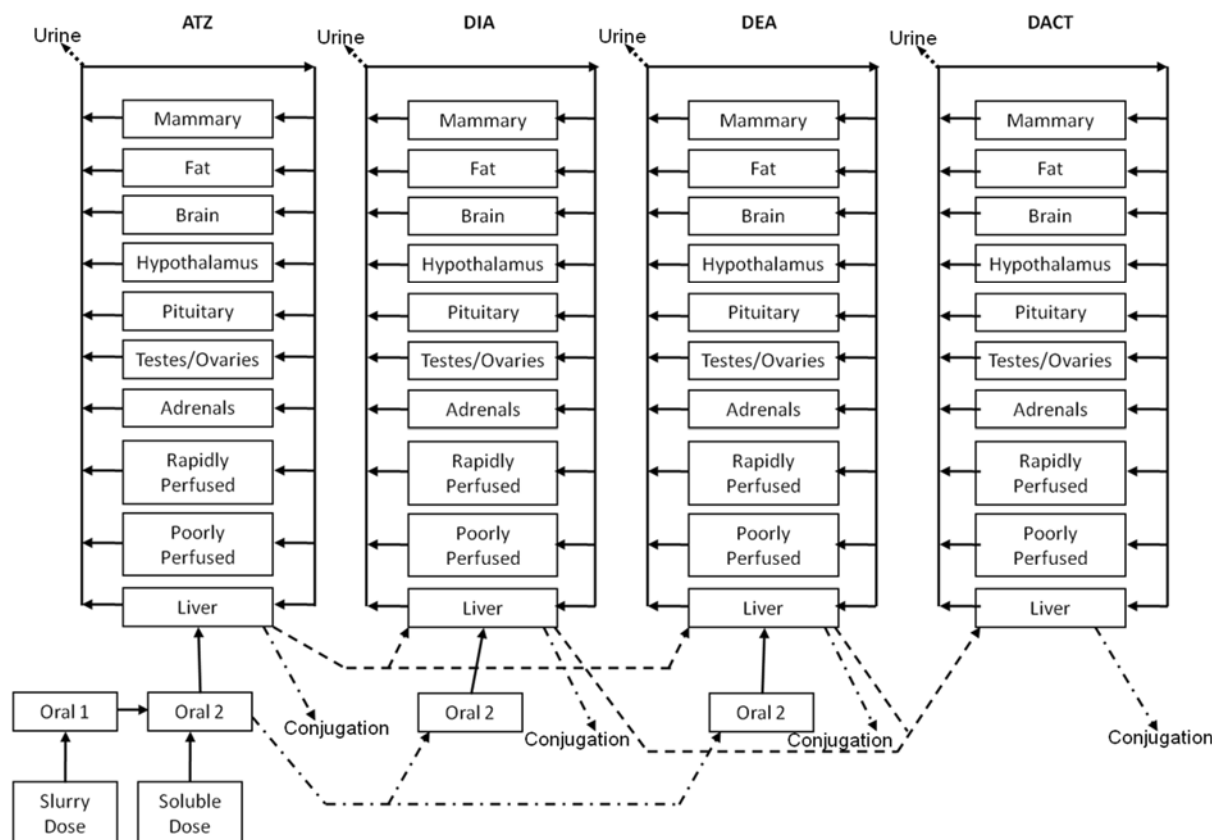 ATZ DIA DEA DACT
Urine Urine Urine Urine
Mammary Mammary Mammary Mammary
Fat Fat Fat Fat
Brain Brain Brain Brain
Hypothalamus Hypothalamus Hypothalamus Hypothalamus
Pituitary Pituitary Pituitary Pituitary
Testes/Ovaries Testes/Ovaries Testes/Ovaries Testes/Ovaries
Adrenals Adrenals Adrenals Adrenals
Rapidly Rapidly Rapidly Rapidly
Perfused Perfused Perfused Perfused
Poorly Poorly Poorly Poorly
Perfused Perfused Perfused Perfused
Liver Liver Liver Liver
Oral 1 Oral 2 Oral 2 Oral 2
Conjugation Conjugation Conjugation Conjugation
Slurry Soluble
Dose Dose